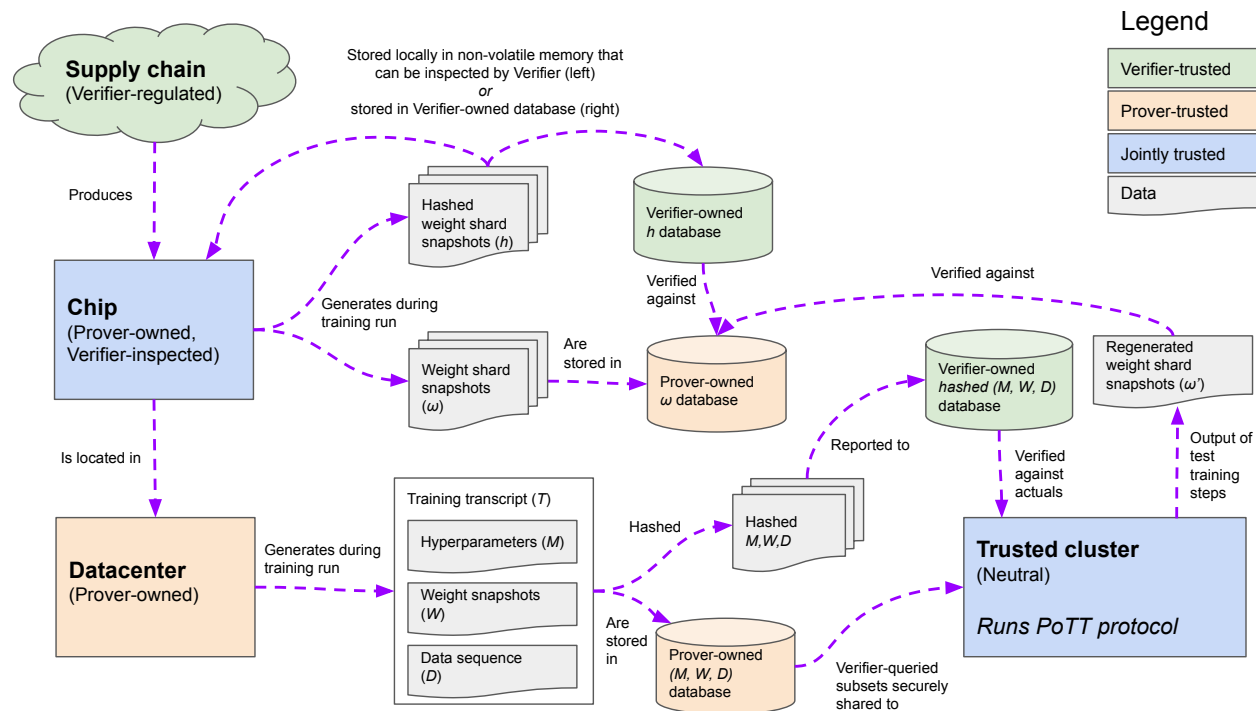 Supply chain
(Verifier-regulated)
Stored locally in non-volatile memory that
can be inspected by Verifier (left)
or
stored in Verifier-owned database (right)
Legend
Verifier-trusted
Prover-trusted
Jointly trusted
Data
Produces
Hashed
weight shard
snapshots (h)
Verifier-owned
h database
Chip
(Prover-owned,
Verifier-inspected)
Generates during
training run
Verified
against
Verified against
Weight shard
snapshots
(ω)
Are
stored in
Prover-owned
ω database
Verifier-owned
hashed (M, W, D)
database
Regenerated
weight shard
snapshots (ω’)
Is located in
Reported to
Verified
against
actuals
Output of
test
training
steps
Datacenter
(Prover-owned)
Generates during
training run
Training transcript (T)
Hyperparameters (M)
Weight snapshots
(W)
Data sequence
(D)
Hashed
Hashed
M,W,D
Are
stored
in
Prover-owned
(M, W, D)
database
Verifier-queried
subsets securely
shared to
Trusted cluster
(Neutral)
Runs PoTT protocol